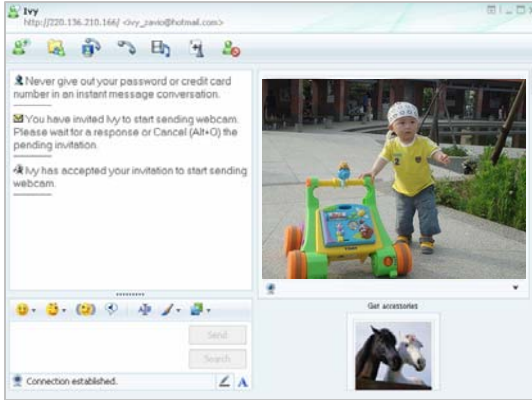 Ivy
http://220.136.210.166/ <ivy_zavio@hotmail.com>
Never give out your password or credit card
number in an instant message conversation.
You have invited Ivy to start sending webcam.
Please wait for a response or Cancel (Alt+Q) the
pending invitation.
Ivy has accepted your invitation to start sending
webcam.
Get accessories
Send
Search
Connection established.